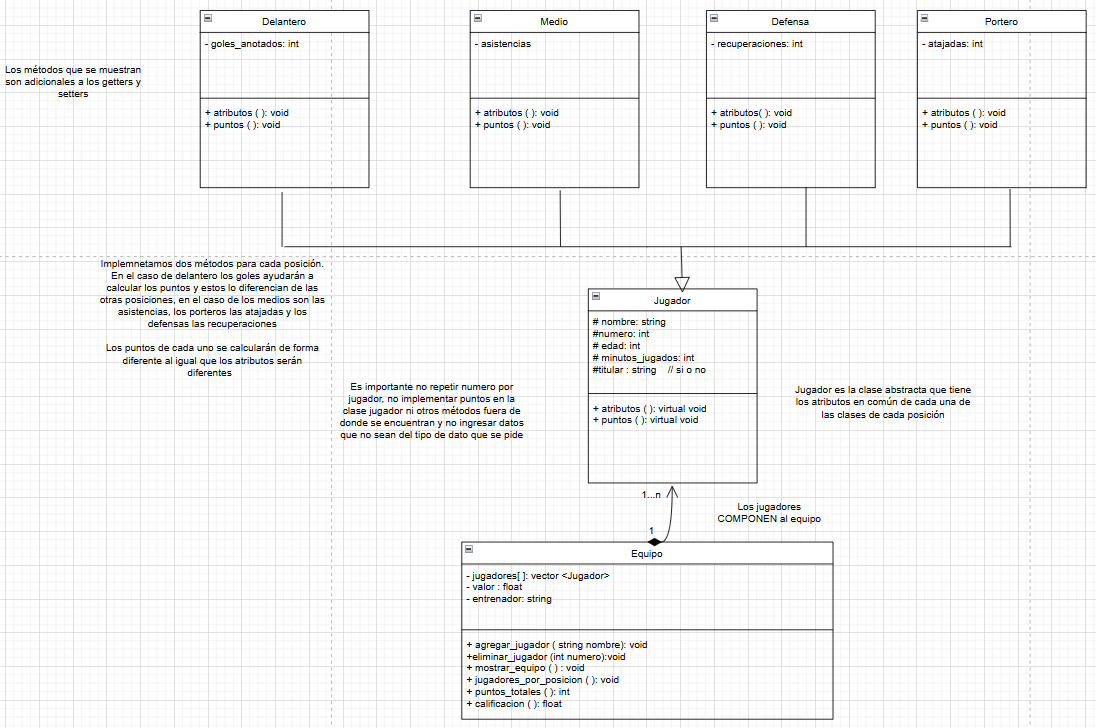 Delantero
- goles_anotados: int
+ atributos ( ): void
+ puntos ( ): void
Medio
- asistencias
+ atributos ( ): void
+ puntos ( ): void
Defensa
- recuperaciones: int
+ atributos( ): void
+ puntos ( ): void
Portero
- atajadas: int
+ atributos ( ): void
+ puntos ( ): void
Los métodos que se muestran
son adicionales a los getters y
setters
Implemnetamos dos métodos para cada posición.
En el caso de delantero los goles ayudarán a
calcular los puntos y estos lo diferencian de las
otras posiciones, en el caso de los medios son las
asistencias, los porteros las atajadas y los
defensas las recuperaciones
Los puntos de cada uno se calcularán de forma
diferente al igual que los atributos serán
diferentes
Jugador
# nombre: string
#numero: int
# edad: int
# minutos_jugados: int
#titular : string // si o no
+ atributos ( ): virtual void
+ puntos ( ): virtual void
Es importante no repetir numero por
jugador, no implementar puntos en la
clase jugador ni otros métodos fuera de
donde se encuentran y no ingresar datos
que no sean del tipo de dato que se pide
Jugador es la clase abstracta que tiene
los atributos en común de cada una de
las clases de cada posición
1...n
Los jugadores
COMPONEN al equipo
1
Equipo
- jugadores[ ]: vector <Jugador>
- valor : float
- entrenador: string
+ agregar_jugador ( string nombre): void
+eliminar_jugador (int numero):void
+ mostrar_equipo ( ) : void
+ jugadores_por_posicion ( ): void
+ puntos_totales ( ): int
+ calificacion ( ): float